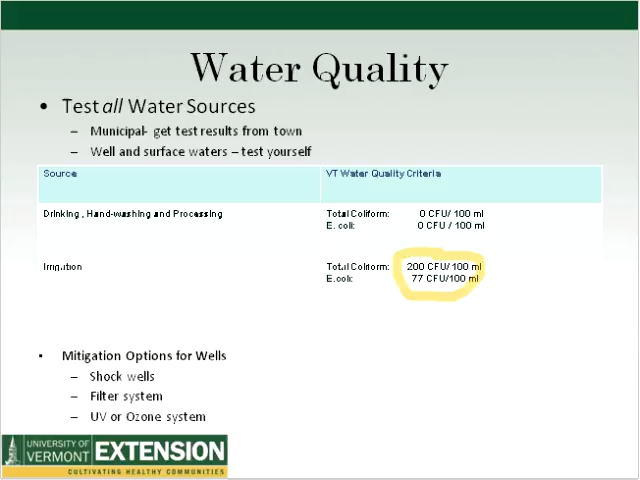 Water Quality
• Test all Water Sources
– Municipal- get test results from town
– Well and surface waters – test yourself
Source VT Water Quality Criteria
Drinking , Hand-washing and Processing Total Coliform: 0 CFU/ 100 ml
E. coli: 0 CFU / 100 ml
Irrigation Total Coliform: 200 CFU/100 ml
E.coli: 77 CFU/100 ml
• Mitigation Options for Wells
– Shock wells
– Filter system
– UV or Ozone system
UNIVERSITY OF VERMONT EXTENSION
CULTIVATING HEALTHY COMMUNITIES